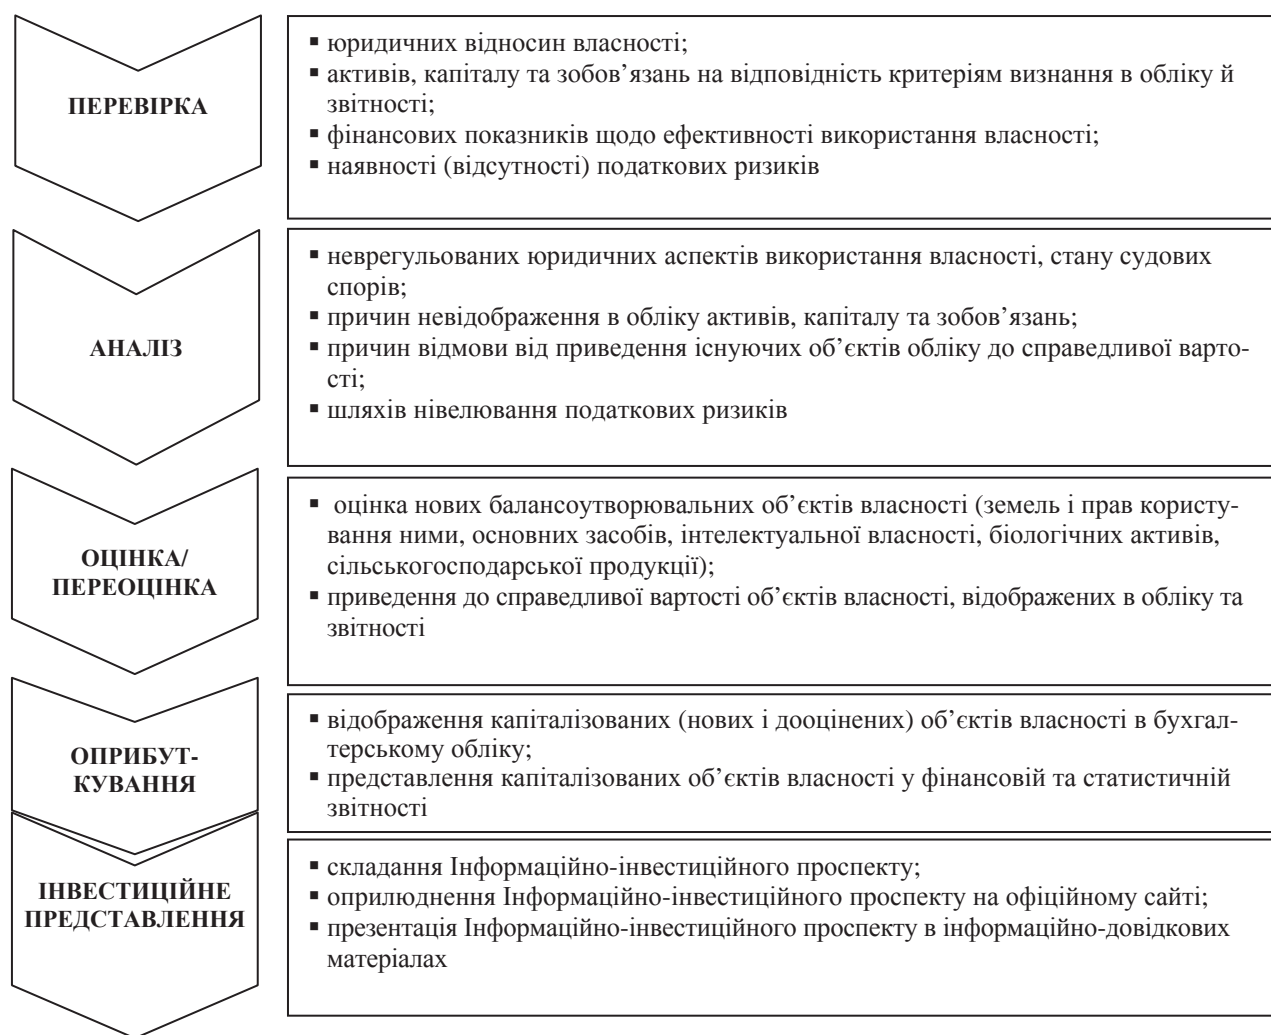 ПЕРЕВІРКА
▪ юридичних відносин власності;
▪ активів, капіталу та зобов’язань на відповідність критеріям визнання в обліку й
звітності;
▪ фінансових показників щодо ефективності використання власності;
▪ наявності (відсутності) податкових ризиків
АНАЛІЗ
▪ неврегульованих юридичних аспектів використання власності, стану судових
спорів;
▪ причин невідображення в обліку активів, капіталу та зобов’язань;
▪ причин відмови від приведення існуючих об’єктів обліку до справедливої варто-
сті;
▪ шляхів нівелювання податкових ризиків
ОЦІНКА/
ПЕРЕОЦІНКА
▪ оцінка нових балансоутворювальних об’єктів власності (земель і прав користу-
вання ними, основних засобів, інтелектуальної власності, біологічних активів,
сільськогосподарської продукції);
▪ приведення до справедливої вартості об’єктів власності, відображених в обліку та
звітності
ОПРИБУТ-
КУВАННЯ
▪ відображення капіталізованих (нових і дооцінених) об’єктів власності в бухгал-
терському обліку;
▪ представлення капіталізованих об’єктів власності у фінансовій та статистичній
звітності
ІНВЕСТИЦІЙНЕ
ПРЕДСТАВЛЕННЯ
▪ складання Інформаційно-інвестиційного проспекту;
▪ оприлюднення Інформаційно-інвестиційного проспекту на офіційному сайті;
▪ презентація Інформаційно-інвестиційного проспекту в інформаційно-довідкових
матеріалах